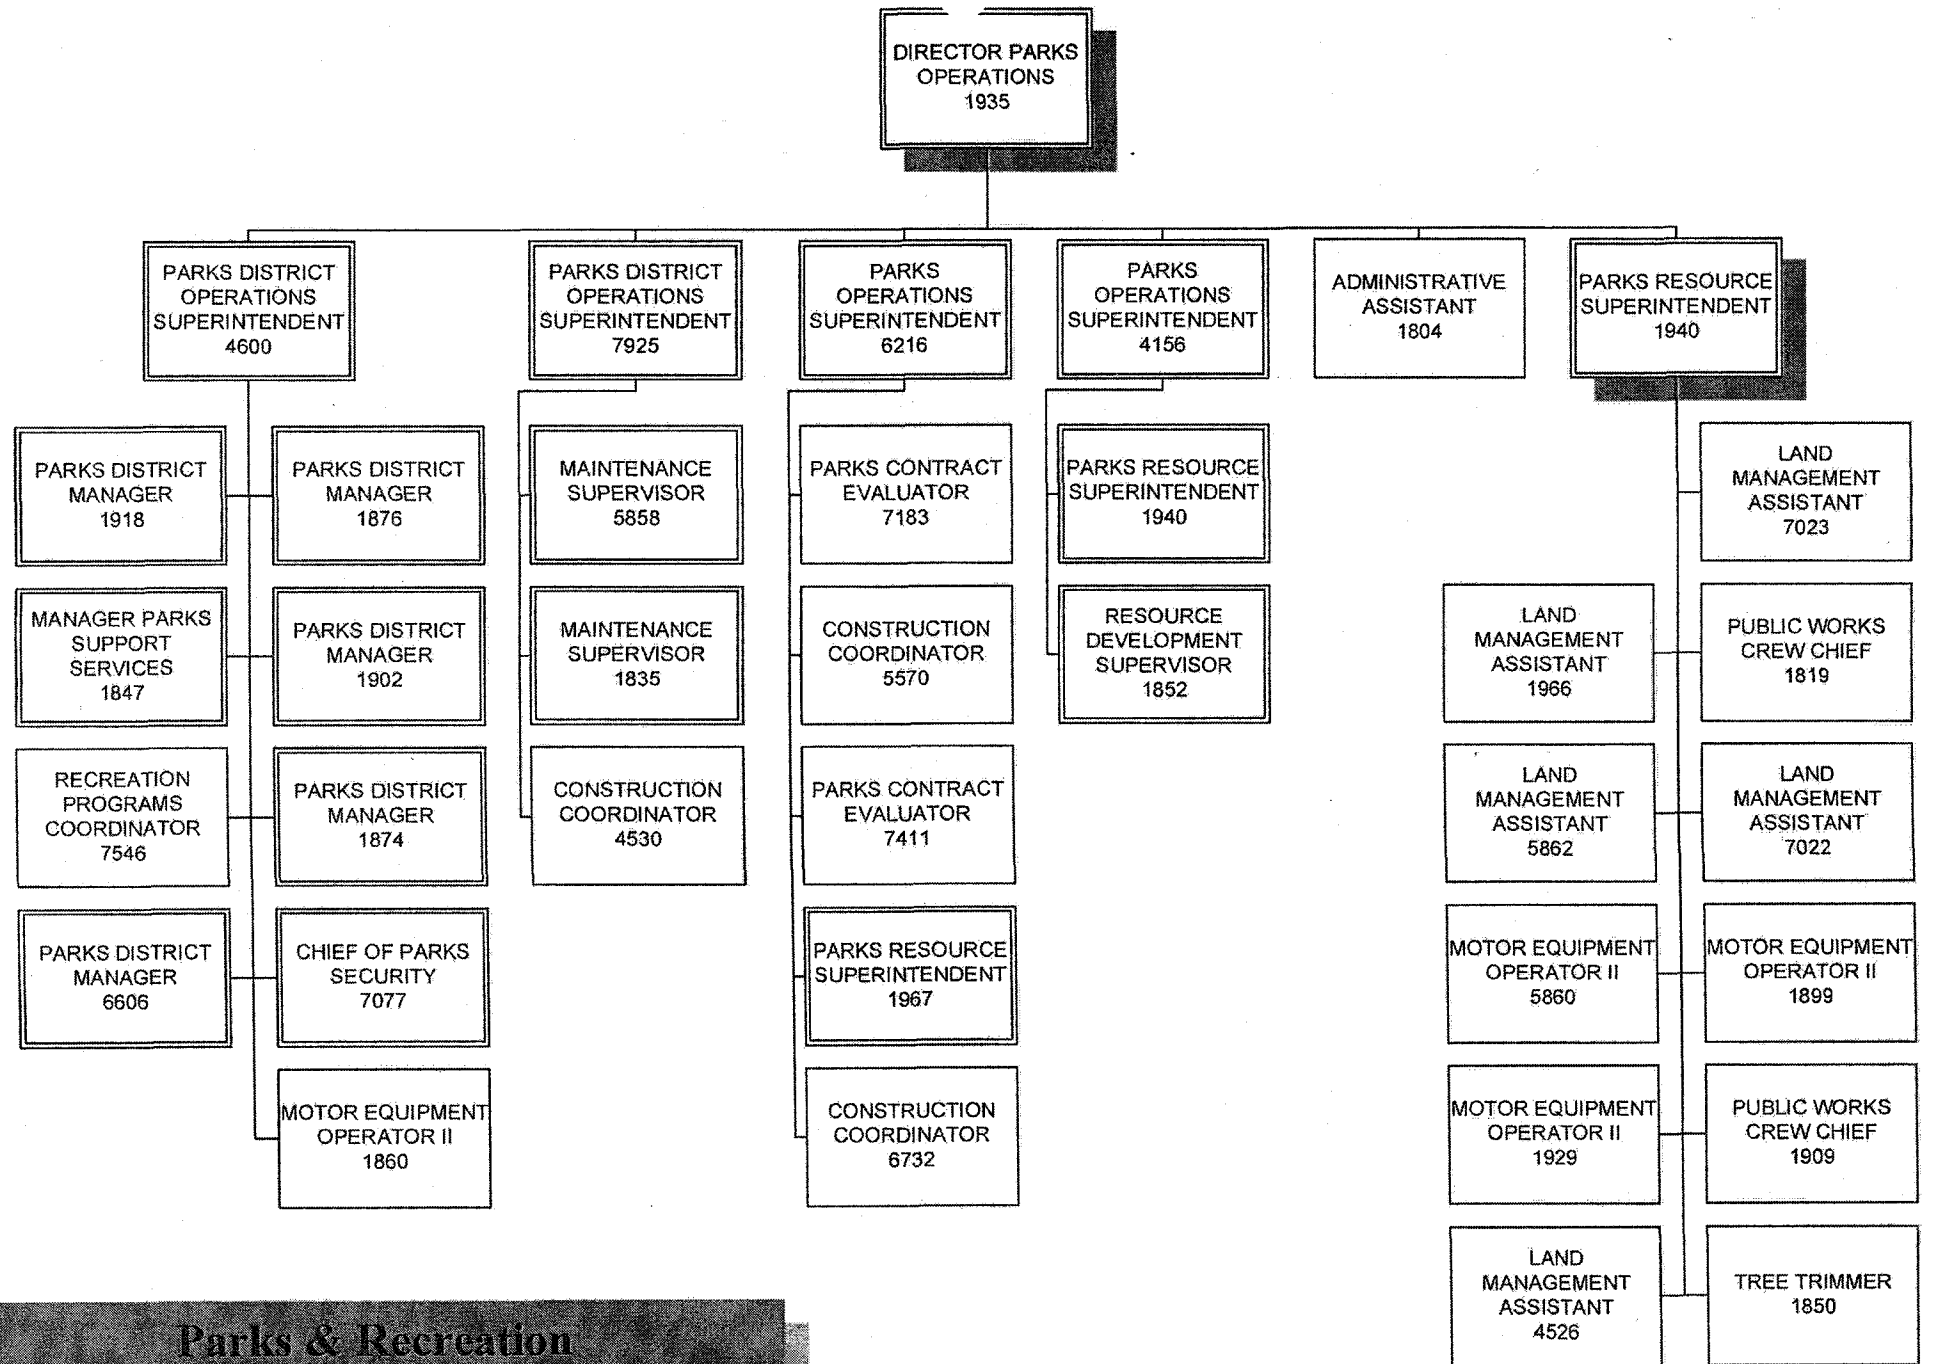 DIRECTOR PARKS
OPERATIONS
1935
PARKS DISTRICT
OPERATIONS
SUPERINTENDENT
4600
PARKS DISTRICT
OPERATIONS
SUPERINTENDENT
7925
PARKS
OPERATIONS
SUPERINTENDENT
6216
PARKS
OPERATIONS
SUPERINTENDENT
4156
ADMINISTRATIVE
ASSISTANT
1804
PARKS RESOURCE
SUPERINTENDENT
1940
PARKS DISTRICT
MANAGER
1918
PARKS DISTRICT
MANAGER
1876
MANAGER PARKS
SUPPORT
SERVICES
1847
PARKS DISTRICT
MANAGER
1902
RECREATION
PROGRAMS
COORDINATOR
7546
PARKS DISTRICT
MANAGER
1874
PARKS DISTRICT
MANAGER
6606
CHIEF OF PARKS
SECURITY
7077
MOTOR EQUIPMENT
OPERATOR II
1860
MAINTENANCE
SUPERVISOR
5858
MAINTENANCE
SUPERVISOR
1835
CONSTRUCTION
COORDINATOR
4530
PARKS CONTRACT
EVALUATOR
7183
CONSTRUCTION
COORDINATOR
5570
PARKS CONTRACT
EVALUATOR
7411
PARKS RESOURCE
SUPERINTENDENT
1967
CONSTRUCTION
COORDINATOR
6732
PARKS RESOURCE
SUPERINTENDENT
1940
RESOURCE
DEVELOPMENT
SUPERVISOR
1852
LAND
MANAGEMENT
ASSISTANT
7023
LAND
MANAGEMENT
ASSISTANT
1966
PUBLIC WORKS
CREW CHIEF
1819
LAND
MANAGEMENT
ASSISTANT
5862
LAND
MANAGEMENT
ASSISTANT
7022
MOTOR EQUIPMENT
OPERATOR II
5860
MOTOR EQUIPMENT
OPERATOR II
1899
MOTOR EQUIPMENT
OPERATOR II
1929
PUBLIC WORKS
CREW CHIEF
1909
LAND
MANAGEMENT
ASSISTANT
4526
TREE TRIMMER
1850
Parks & Recreation